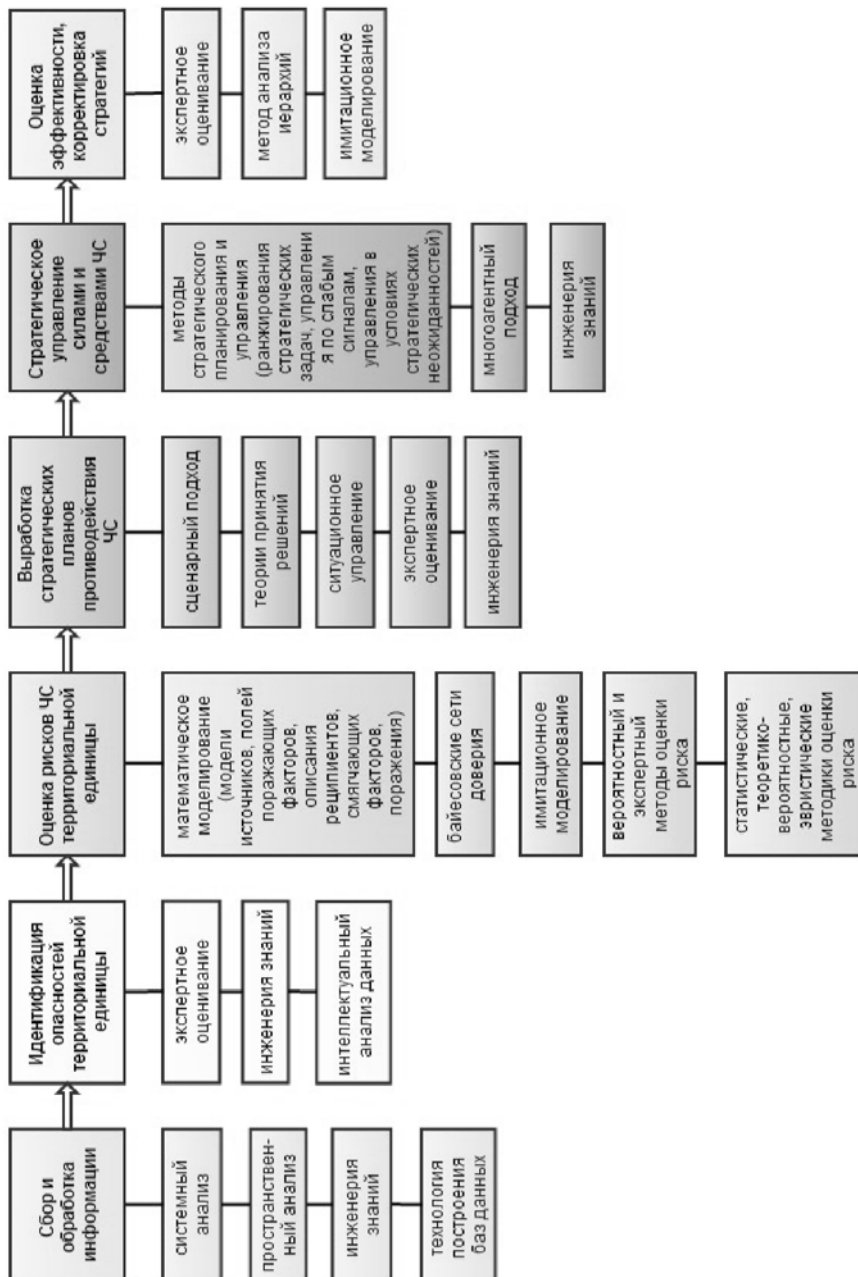 Сбор и
обработка
информации
системный
анализ
пространствен-
ный анализ
инженерия
знаний
технология
построения
баз данных
Идентификация
опасностей
территориальной
единицы
экспертное
оценивание
инженерия знаний
интеллектуальный
анализ данных
Оценка рисков ЧС
территориальной
единицы
математическое
моделирование
(модели
источников, полей
поражающих
факторов,
описания
реципиентов,
смягчающих
факторов,
поражения)
байесовские сети
доверия
имитационное
моделирование
вероятностный и
экспертный
методы оценки
риска
статистические,
теоретико-
вероятностные,
эвристические
методики оценки
риска
Выработка
стратегических
планов
противодействия
ЧС
сценарный подход
теории принятия
решений
ситуационное
управление
экспертное
оценивание
инженерия знаний
Стратегическое
управление
силами и
средствами ЧС
методы
стратегического
планирования и
управления
(ранжирования
стратегических
задач, управлени
я по слабым
сигналам,
управления в
условиях
стратегических
неожиданностей)
многоагентный
подход
инженерия
знаний
Оценка
эффективности,
корректировка
стратегий
экспертное
оценивание
метод анализа
иерархий
имитационное
моделирование